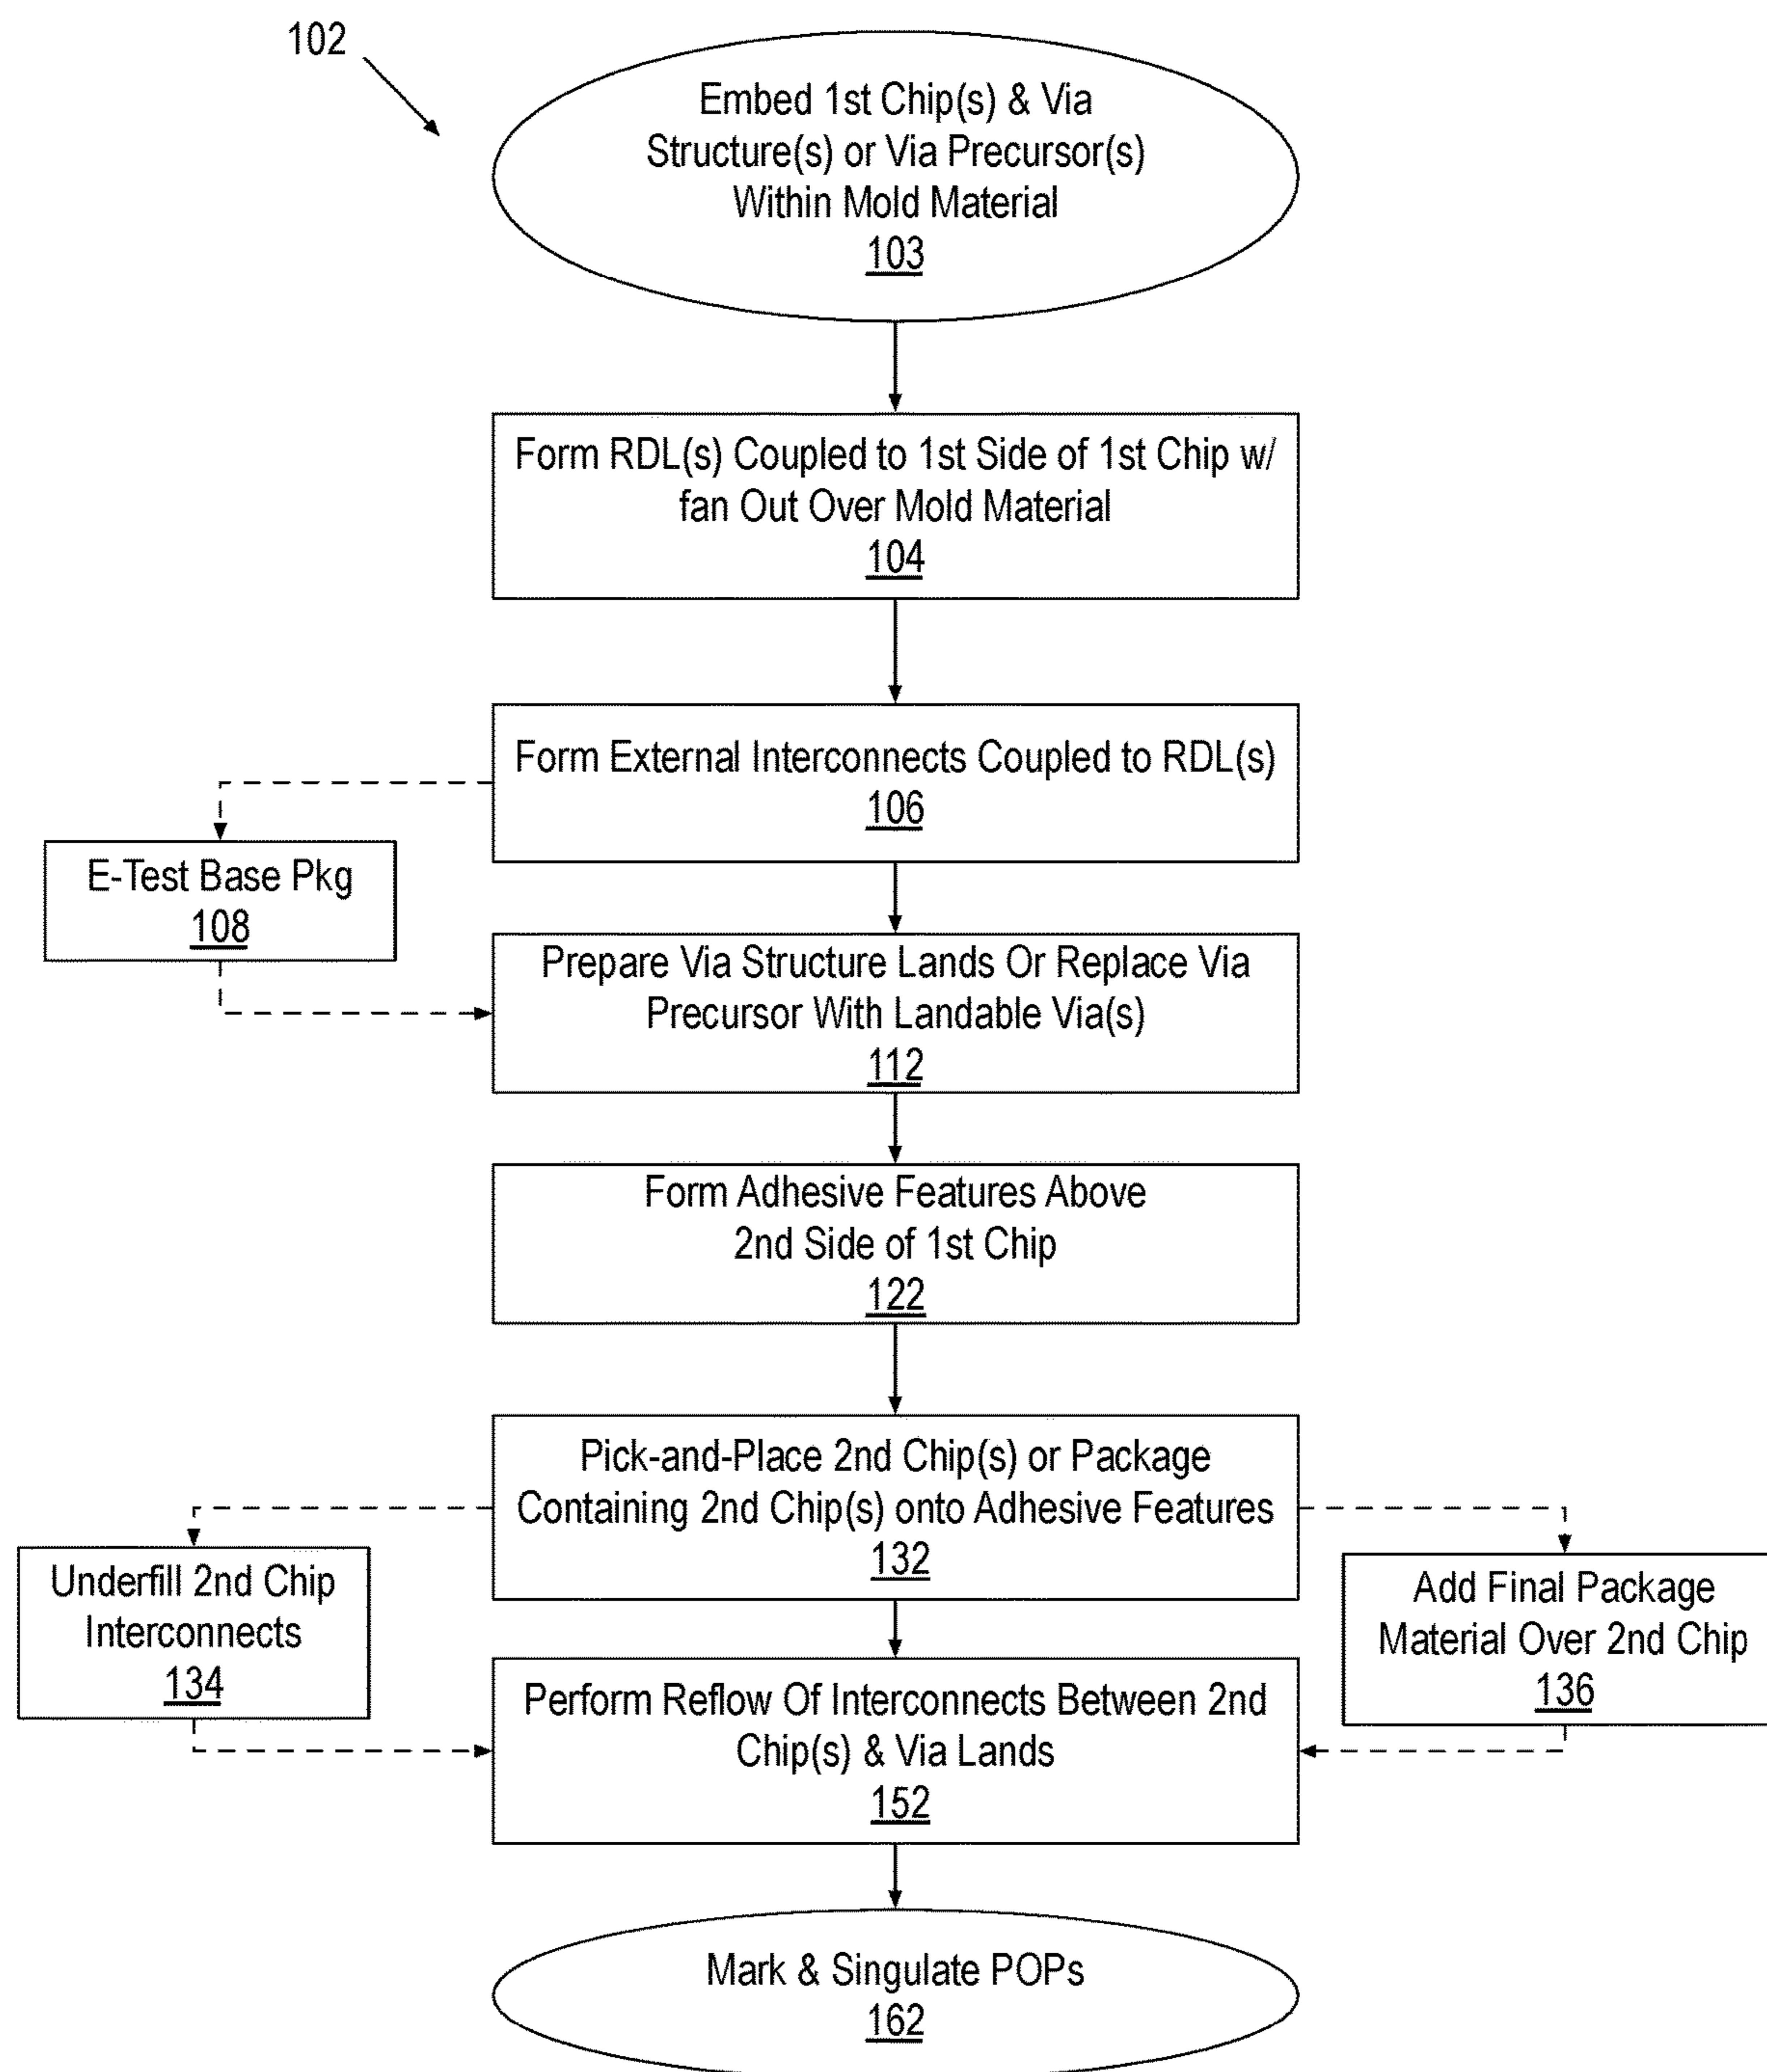 102
Embed 1st Chip(s) & Via
Structure(s) or Via Precursor(s)
Within Mold Material
103
Form RDL(s) Coupled to 1st Side of 1st Chip w/
fan Out Over Mold Material
104
Form External Interconnects Coupled to RDL(s)
106
E-Test Base Pkg
108
Prepare Via Structure Lands Or Replace Via
Precursor With Landable Via(s)
112
Form Adhesive Features Above
2nd Side of 1st Chip
122
Pick-and-Place 2nd Chip(s) or Package
Containing 2nd Chip(s) onto Adhesive Features
132
Underfill 2nd Chip
Interconnects
134
Add Final Package
Material Over 2nd Chip
136
Perform Reflow Of Interconnects Between 2nd
Chip(s) & Via Lands
152
Mark & Singulate POPs
162